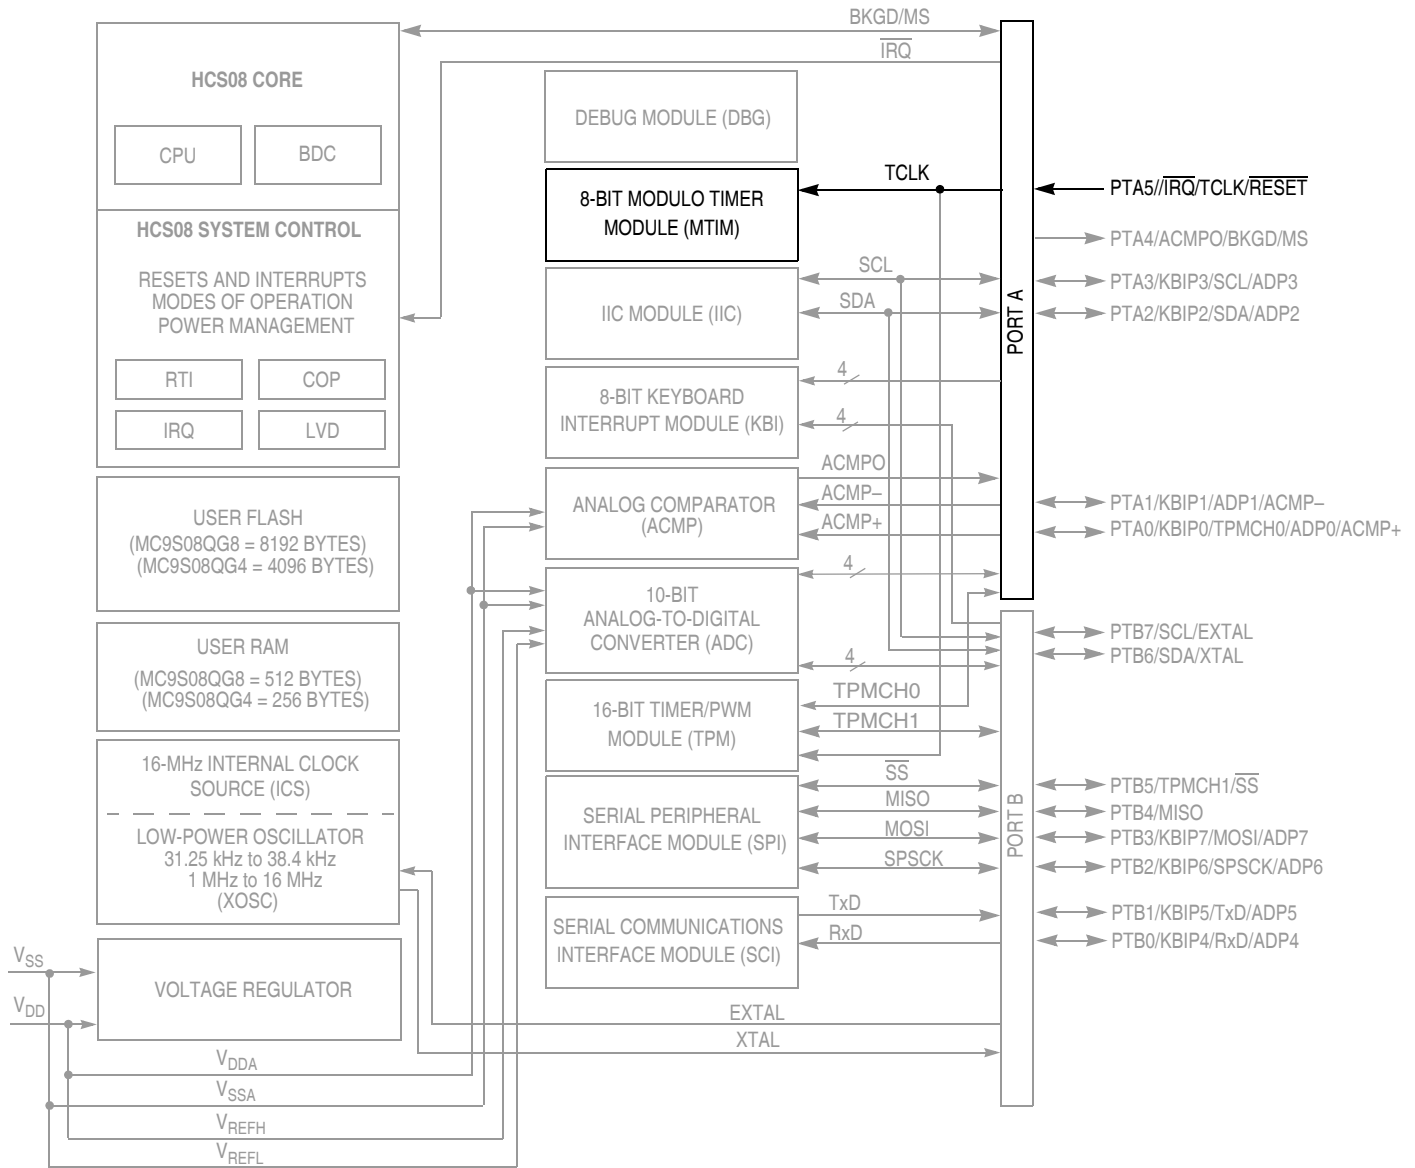 BKGD/MS
IRQ
HCS08 CORE
CPU
BDC
HCS08 SYSTEM CONTROL
RESETS AND INTERRUPTS
MODES OF OPERATION
POWER MANAGEMENT
RTI
COP
IRQ
LVD
USER FLASH
(MC9S08QG8 = 8192 BYTES)
(MC9S08QG4 = 4096 BYTES)
USER RAM
(MC9S08QG8 = 512 BYTES)
(MC9S08QG4 = 256 BYTES)
16-MHz INTERNAL CLOCK
SOURCE (ICS)
LOW-POWER OSCILLATOR
31.25 kHz to 38.4 kHz
1 MHz to 16 MHz
(XOSC)
VSS
VDD
VOLTAGE REGULATOR
VDDA
VSSA
VREFH
VREFL
DEBUG MODULE (DBG)
8-BIT MODULO TIMER
MODULE (MTIM)
TCLK
IIC MODULE (IIC)
SCL
SDA
8-BIT KEYBOARD
INTERRUPT MODULE (KBI)
4
4
ANALOG COMPARATOR
(ACMP)
ACMPO
ACMP–
ACMP+
10-BIT
ANALOG-TO-DIGITAL
CONVERTER (ADC)
4
4
16-BIT TIMER/PWM
MODULE (TPM)
TPMCH0
TPMCH1
SERIAL PERIPHERAL
INTERFACE MODULE (SPI)
SS
MISO
MOSI
SPSCK
SERIAL COMMUNICATIONS
INTERFACE MODULE (SCI)
TxD
RxD
EXTAL
XTAL
PORT A
PORT B
PTA5//IRQ/TCLK/RESET
PTA4/ACMPO/BKGD/MS
PTA3/KBIP3/SCL/ADP3
PTA2/KBIP2/SDA/ADP2
PTA1/KBIP1/ADP1/ACMP–
PTA0/KBIP0/TPMCH0/ADP0/ACMP+
PTB7/SCL/EXTAL
PTB6/SDA/XTAL
PTB5/TPMCH1/SS
PTB4/MISO
PTB3/KBIP7/MOSI/ADP7
PTB2/KBIP6/SPSCK/ADP6
PTB1/KBIP5/TxD/ADP5
PTB0/KBIP4/RxD/ADP4